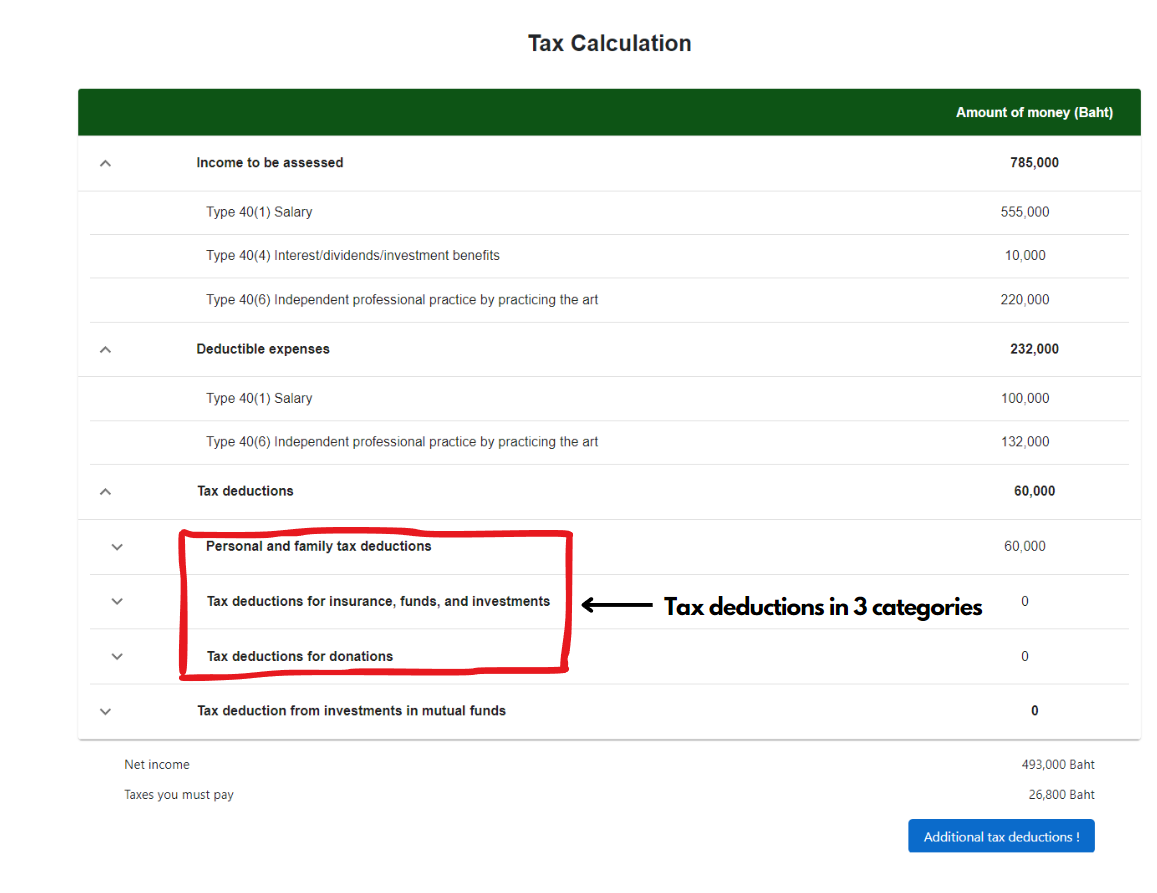 Tax Calculation
Amount of money (Baht)
Income to be assessed 785,000
Type 40(1) Salary 555,000
Type 40(4) Interest/dividends/investment benefits 10,000
Type 40(6) Independent professional practice by practicing the art 220,000
Deductible expenses 232,000
Type 40(1) Salary 100,000
Type 40(6) Independent professional practice by practicing the art 132,000
Tax deductions 60,000
Personal and family tax deductions 60,000
Tax deductions for insurance, funds, and investments 0
Tax deductions in 3 categories
Tax deductions for donations 0
Tax deduction from investments in mutual funds 0
Net income 493,000 Baht
Taxes you must pay 26,800 Baht
Additional tax deductions !